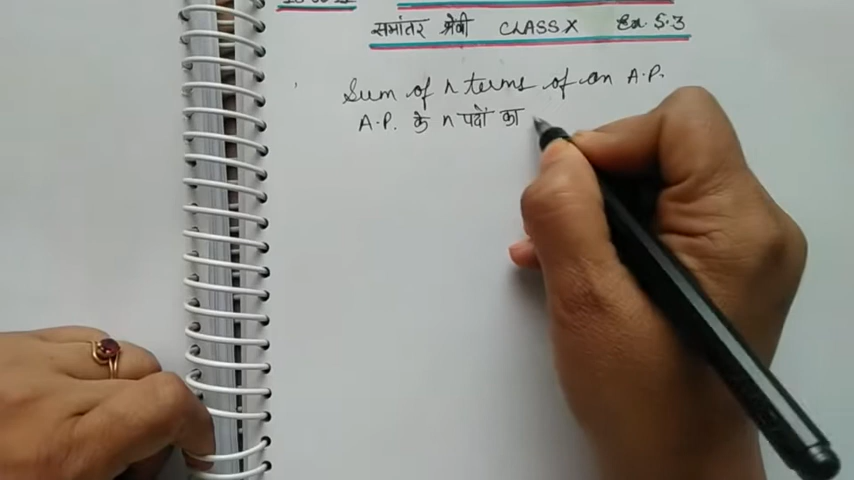 समांतर श्रेढी CLASS X Ex. 5.3
Sum of n terms of an A.P.
A.P. के n पदों का